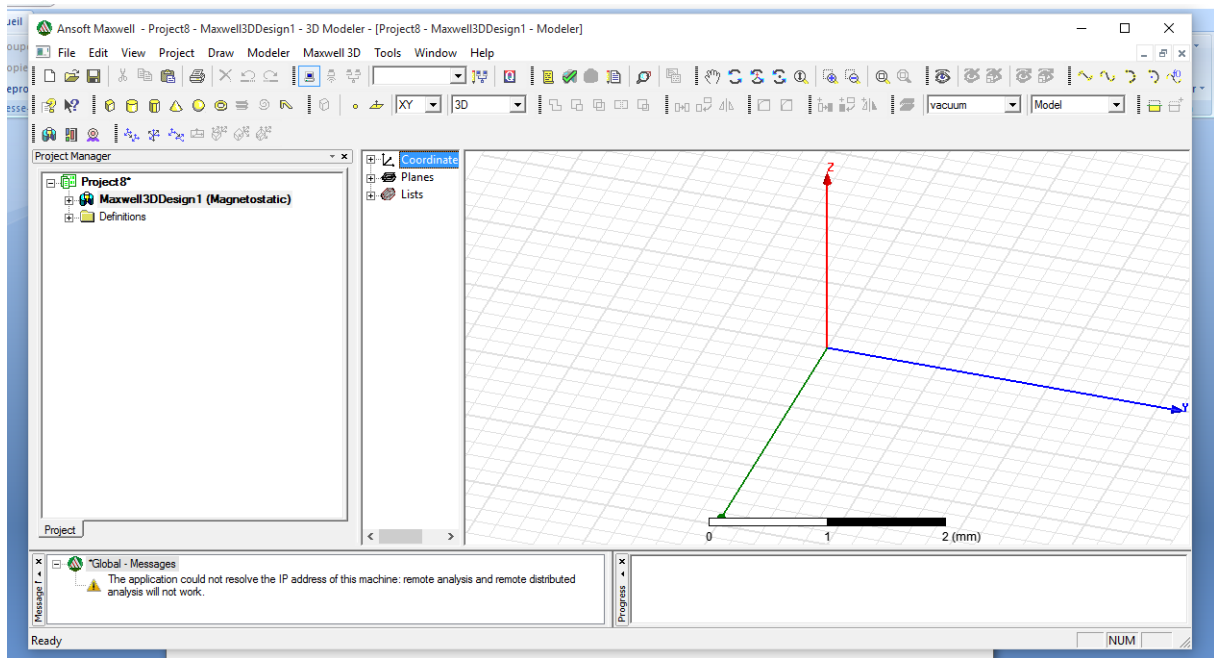 ueil
Ansoft Maxwell - Project8 - Maxwell3DDesign1 - 3D Modeler - [Project8 - Maxwell3DDesign1 - Modeler]
File Edit View Project Draw Modeler Maxwell 3D Tools Window Help
XY 3D vacuum Model
Project Manager
Project8*
Maxwell3DDesign1 (Magnetostatic)
Definitions
Coordinate
Planes
Lists
Z
Y
0 1 2 (mm)
Project
*Global - Messages
The application could not resolve the IP address of this machine: remote analysis and remote distributed
analysis will not work.
Progress
Ready
NUM